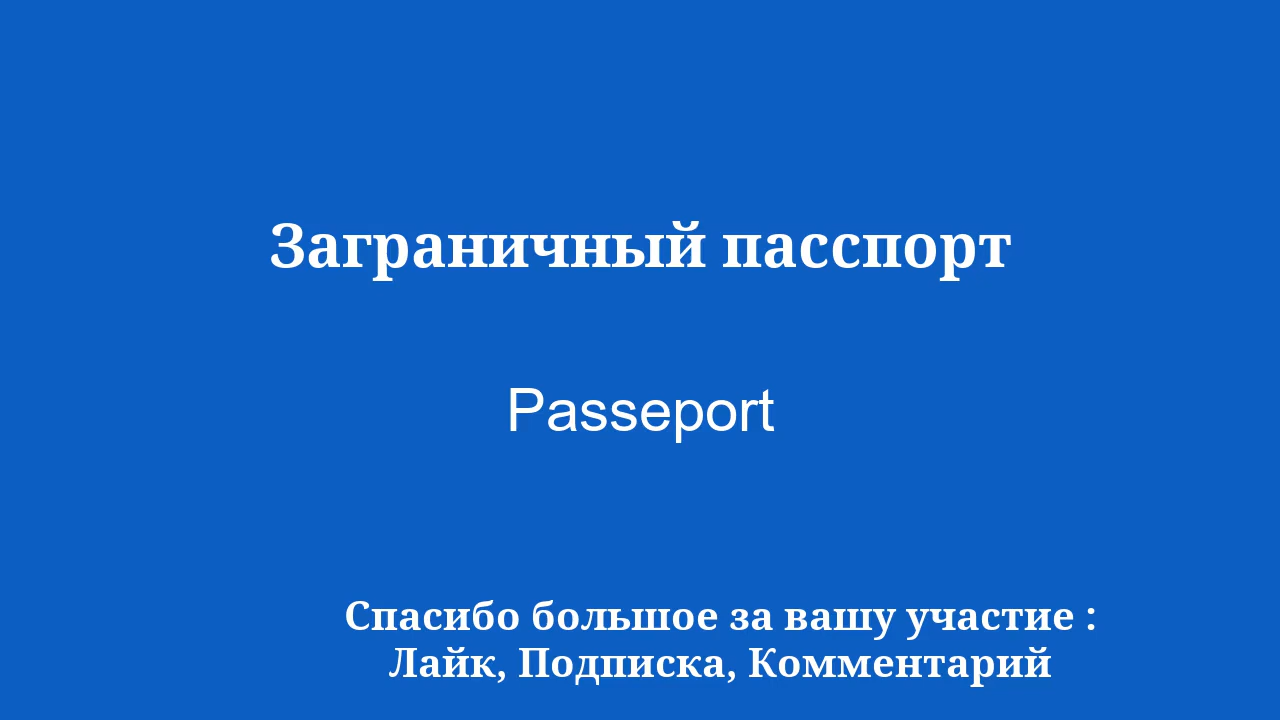 Заграничный пасспорт
Passeport
Спасибо большое за вашу участие :
Лайк, Подписка, Комментарий